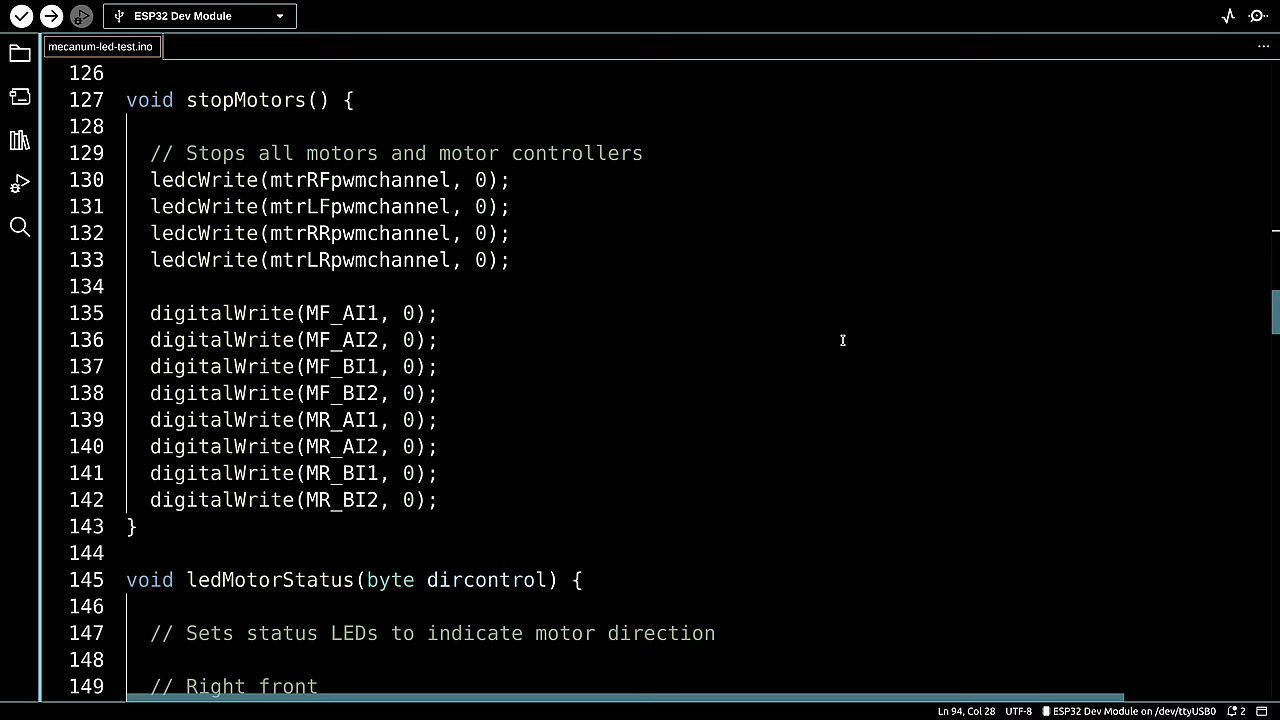 ESP32 Dev Module
mecanum-led-test.ino
126
127 void stopMotors() {
128
129 // Stops all motors and motor controllers
130 ledcWrite(mtrRFpwmchannel, 0);
131 ledcWrite(mtrLFpwmchannel, 0);
132 ledcWrite(mtrRRpwmchannel, 0);
133 ledcWrite(mtrLRpwmchannel, 0);
134
135 digitalWrite(MF_AI1, 0);
136 digitalWrite(MF_AI2, 0);
137 digitalWrite(MF_BI1, 0);
138 digitalWrite(MF_BI2, 0);
139 digitalWrite(MR_AI1, 0);
140 digitalWrite(MR_AI2, 0);
141 digitalWrite(MR_BI1, 0);
142 digitalWrite(MR_BI2, 0);
143 }
144
145 void ledMotorStatus(byte dircontrol) {
146
147 // Sets status LEDs to indicate motor direction
148
149 // Right front
Ln 94, Col 28 UTF-8 ESP32 Dev Module on /dev/ttyUSB0 2